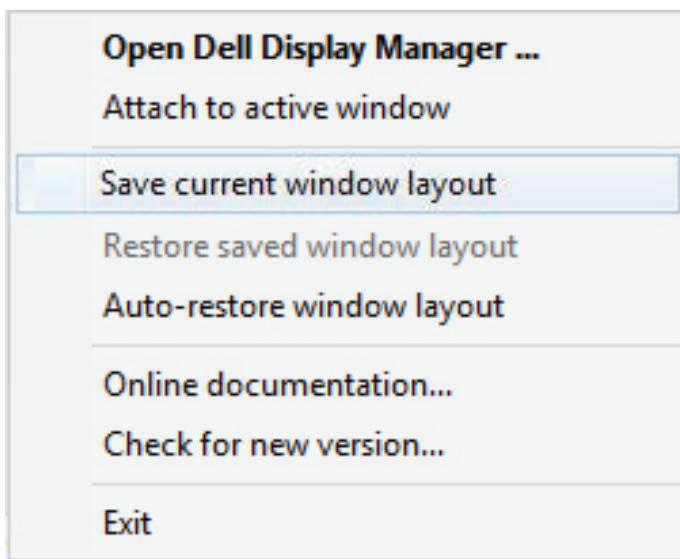 Open Dell Display Manager ...
Attach to active window
Save current window layout
Restore saved window layout
Auto-restore window layout
Online documentation...
Check for new version...
Exit